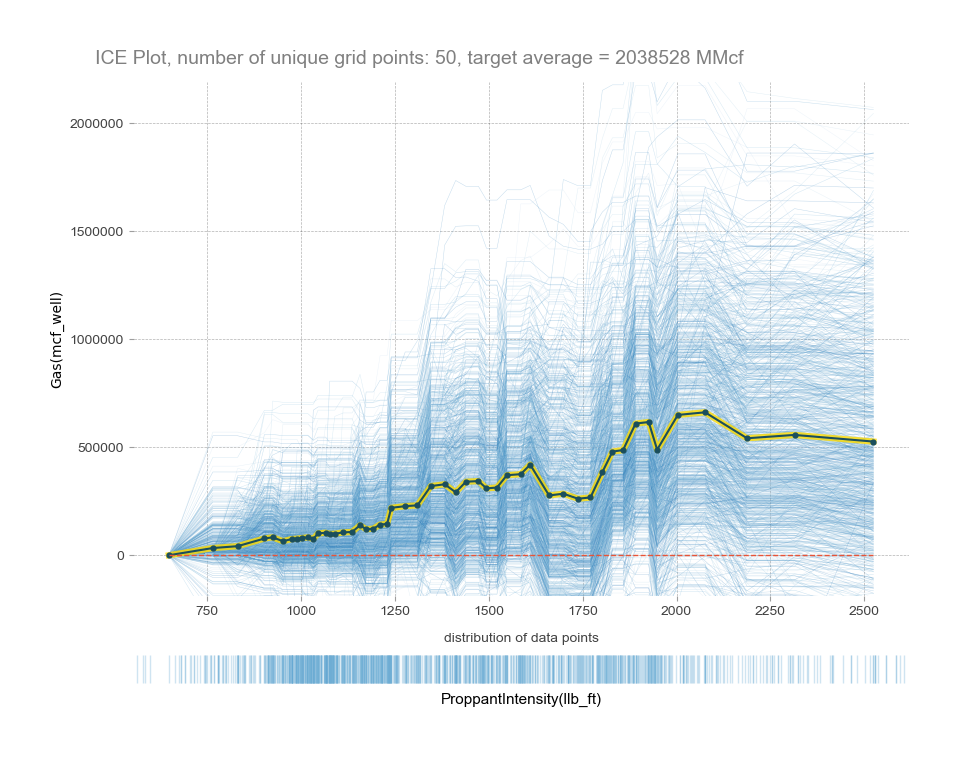 ICE Plot, number of unique grid points: 50, target average = 2038528 MMcf
2000000
1500000
1000000
500000
0
Gas(mcf_well)
750 1000 1250 1500 1750 2000 2250 2500
distribution of data points
ProppantIntensity(llb_ft)